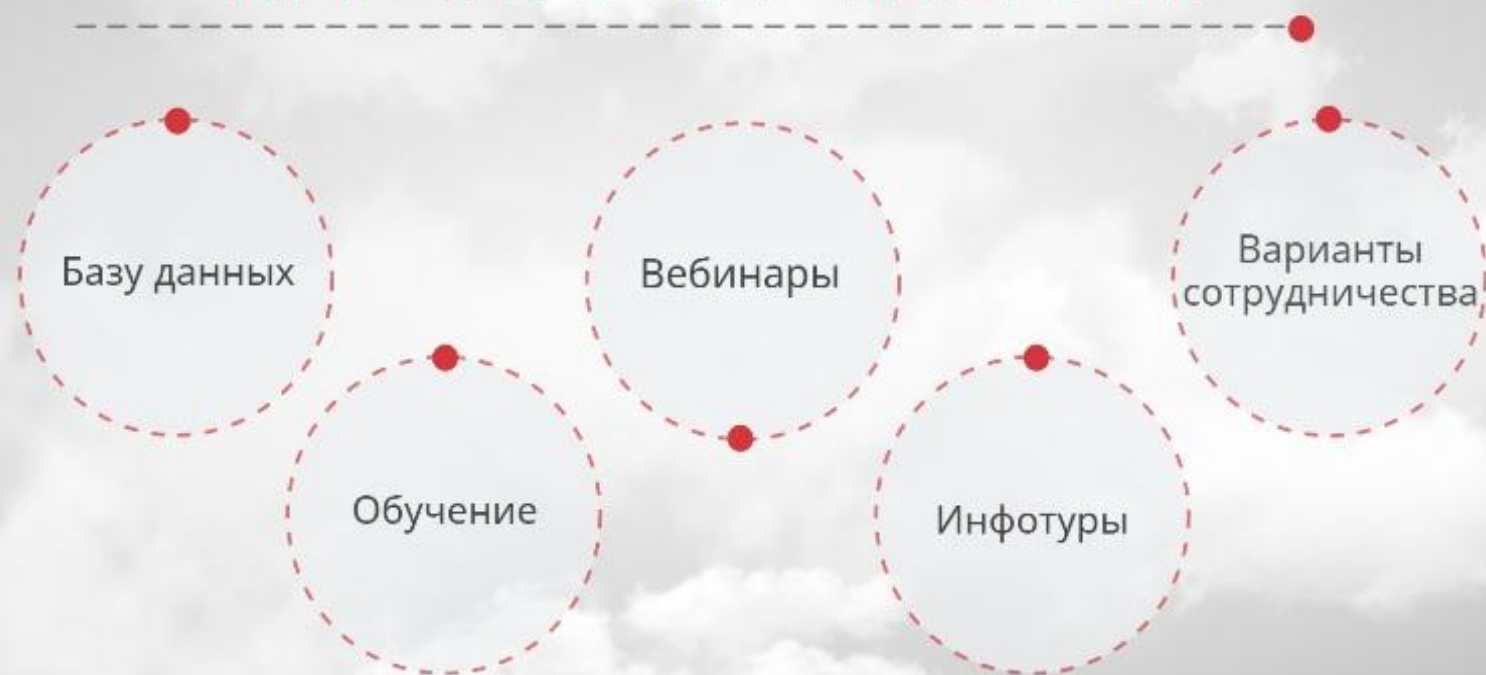 Базу данных
Обучение
Вебинары
Инфотуры
Варианты
сотрудничества